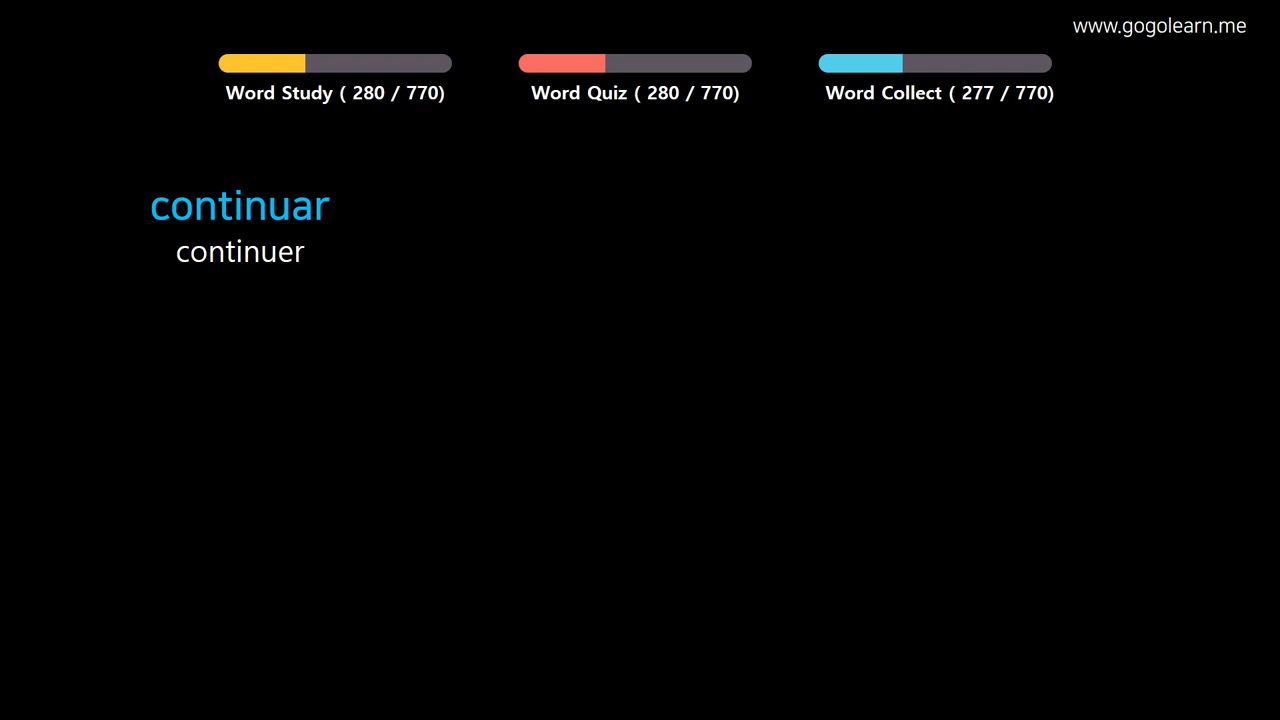 www.gogolearn.me
Word Study ( 280 / 770)
Word Quiz ( 280 / 770)
Word Collect ( 277 / 770)
continuar
continuer